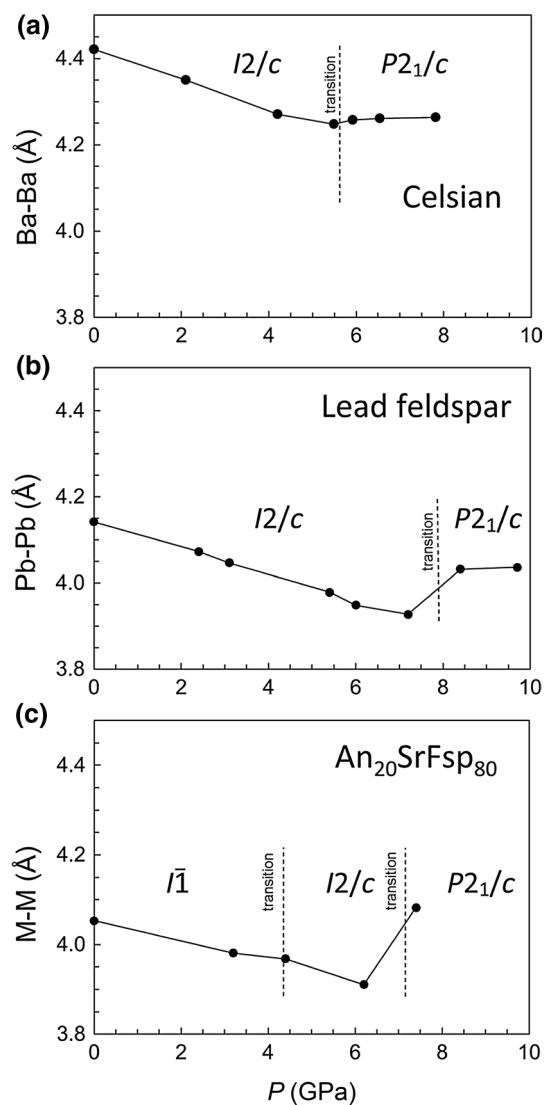 (a)
4.4
4.2
4.0
3.8
Ba-Ba (Å)
I2/c
transition
P2₁/c
Celsian
0 2 4 6 8 10
(b)
4.4
4.2
4.0
3.8
Pb-Pb (Å)
Lead feldspar
I2/c
transition
P2₁/c
0 2 4 6 8 10
(c)
4.4
4.2
4.0
3.8
M-M (Å)
An₂₀SrFsp₈₀
I1̅
transition
I2/c
transition
P2₁/c
0 2 4 6 8 10
P (GPa)